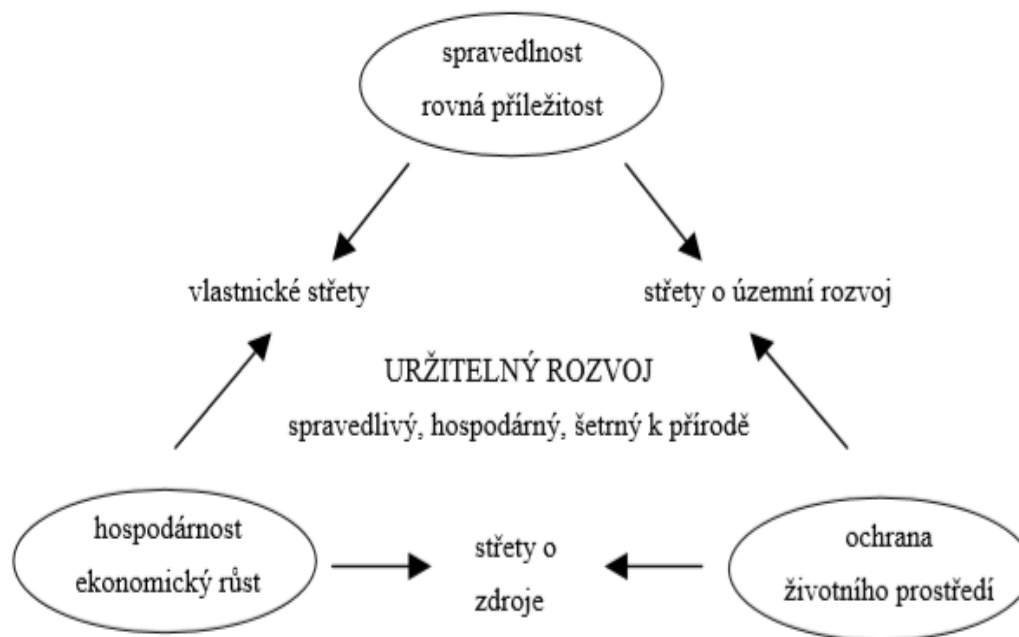 spravedlnost
rovná příležitost
vlastnické střety
střety o územní rozvoj
URŽITELNÝ ROZVOJ
spravedlivý, hospodárný, šetrný k přírodě
hospodárnost
ekonomický růst
střety o
zdroje
ochrana
životního prostředí